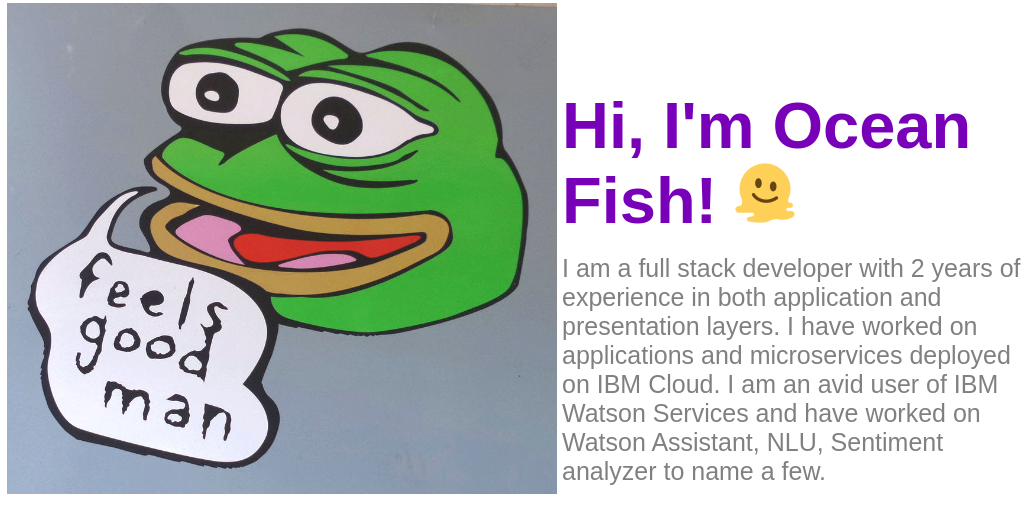 feels
good
man
Hi, I'm Ocean
Fish! 🫠
I am a full stack developer with 2 years of
experience in both application and
presentation layers. I have worked on
applications and microservices deployed
on IBM Cloud. I am an avid user of IBM
Watson Services and have worked on
Watson Assistant, NLU, Sentiment
analyzer to name a few.